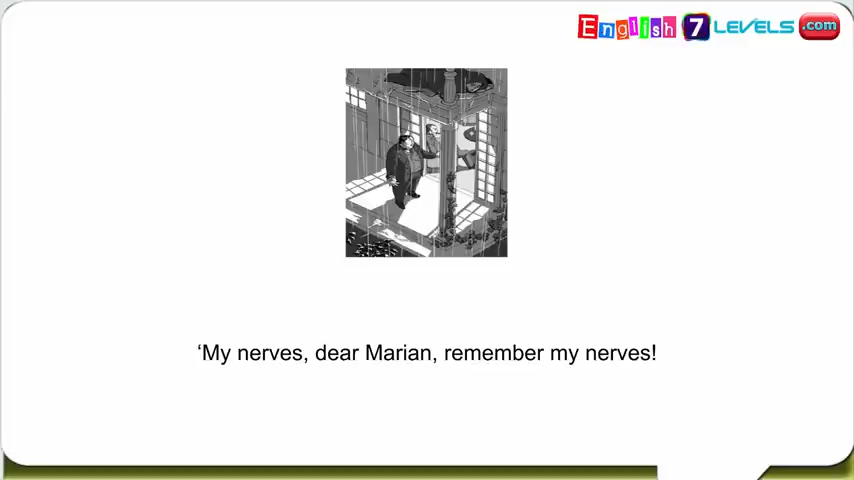 English 7 LEVELS .com
‘My nerves, dear Marian, remember my nerves!